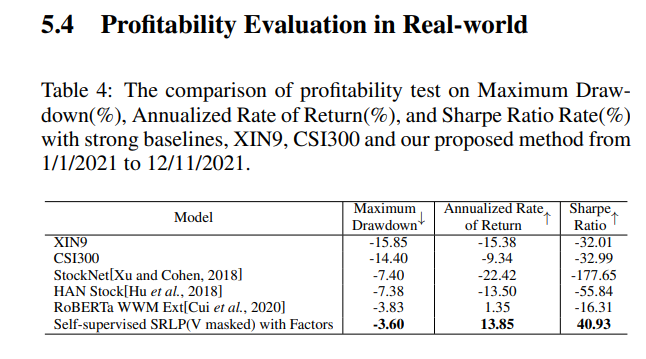 5.4 Profitability Evaluation in Real-world
Table 4: The comparison of profitability test on Maximum Draw-
down(%), Annualized Rate of Return(%), and Sharpe Ratio Rate(%)
with strong baselines, XIN9, CSI300 and our proposed method from
1/1/2021 to 12/11/2021.
Model Maximum Drawdown↓ Annualized Rate of Return↑ Sharpe Ratio↑
XIN9 -15.85 -15.38 -32.01
CSI300 -14.40 -9.34 -32.99
StockNet[Xu and Cohen, 2018] -7.40 -22.42 -177.65
HAN Stock[Hu et al., 2018] -7.38 -13.50 -55.84
RoBERTa WWM Ext[Cui et al., 2020] -3.83 1.35 -16.31
Self-supervised SRLP(V masked) with Factors -3.60 13.85 40.93